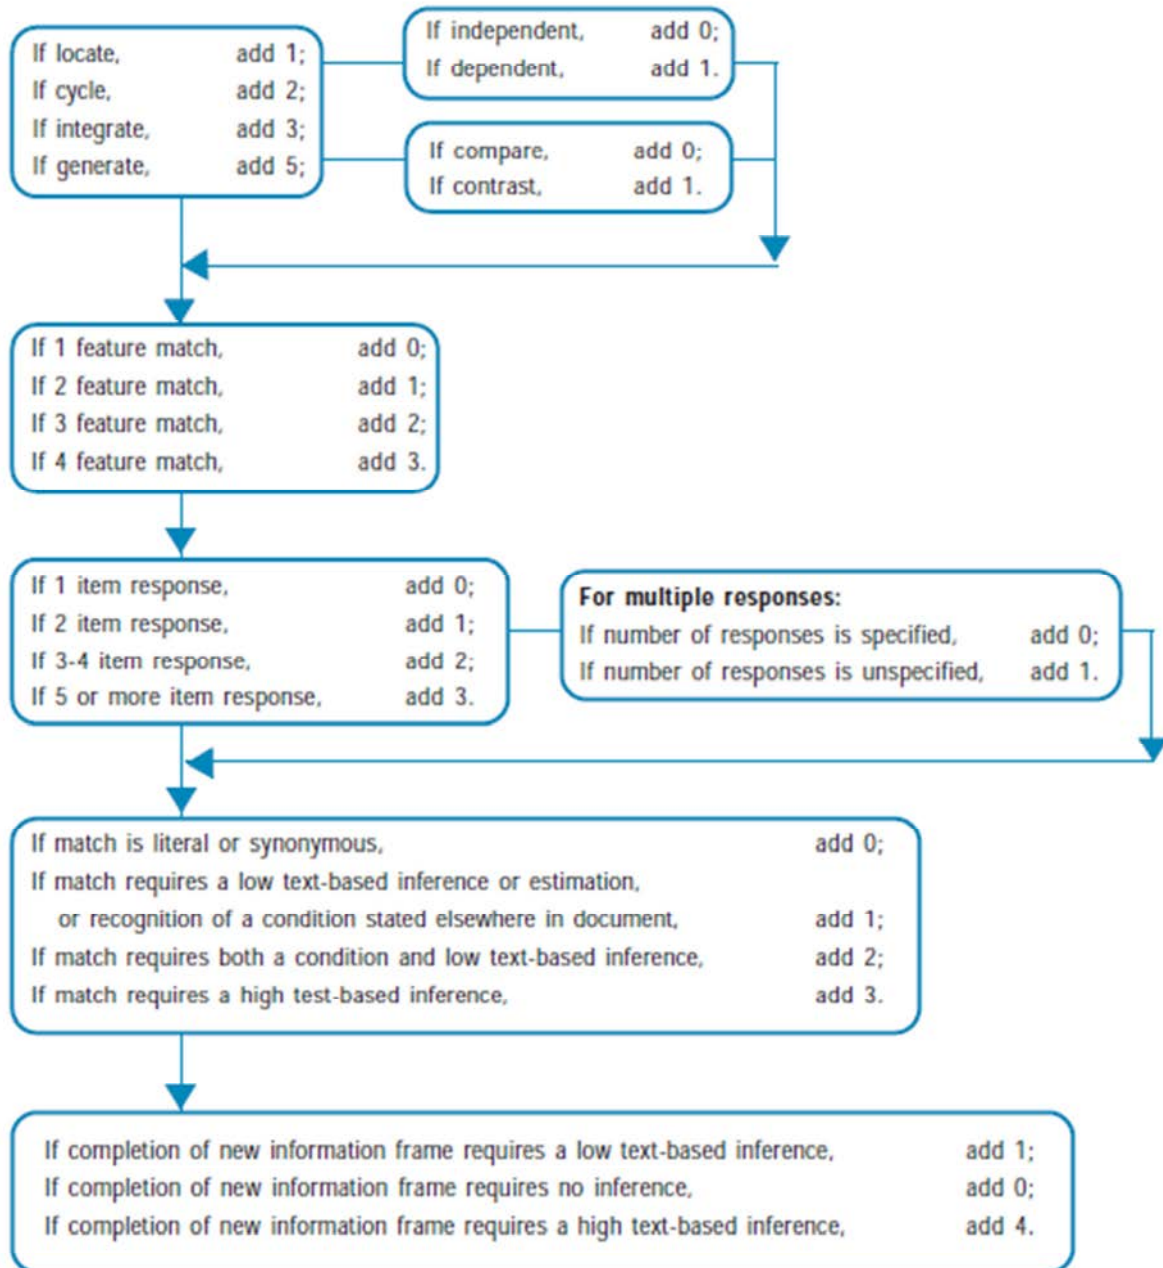 If locate, add 1;
If cycle, add 2;
If integrate, add 3;
If generate, add 5;
If independent, add 0;
If dependent, add 1.
If compare, add 0;
If contrast, add 1.
If 1 feature match, add 0;
If 2 feature match, add 1;
If 3 feature match, add 2;
If 4 feature match, add 3.
If 1 item response, add 0;
If 2 item response, add 1;
If 3-4 item response, add 2;
If 5 or more item response, add 3.
For multiple responses:
If number of responses is specified, add 0;
If number of responses is unspecified, add 1.
If match is literal or synonymous, add 0;
If match requires a low text-based inference or estimation,
or recognition of a condition stated elsewhere in document, add 1;
If match requires both a condition and low text-based inference, add 2;
If match requires a high test-based inference, add 3.
If completion of new information frame requires a low text-based inference, add 1;
If completion of new information frame requires no inference, add 0;
If completion of new information frame requires a high text-based inference, add 4.